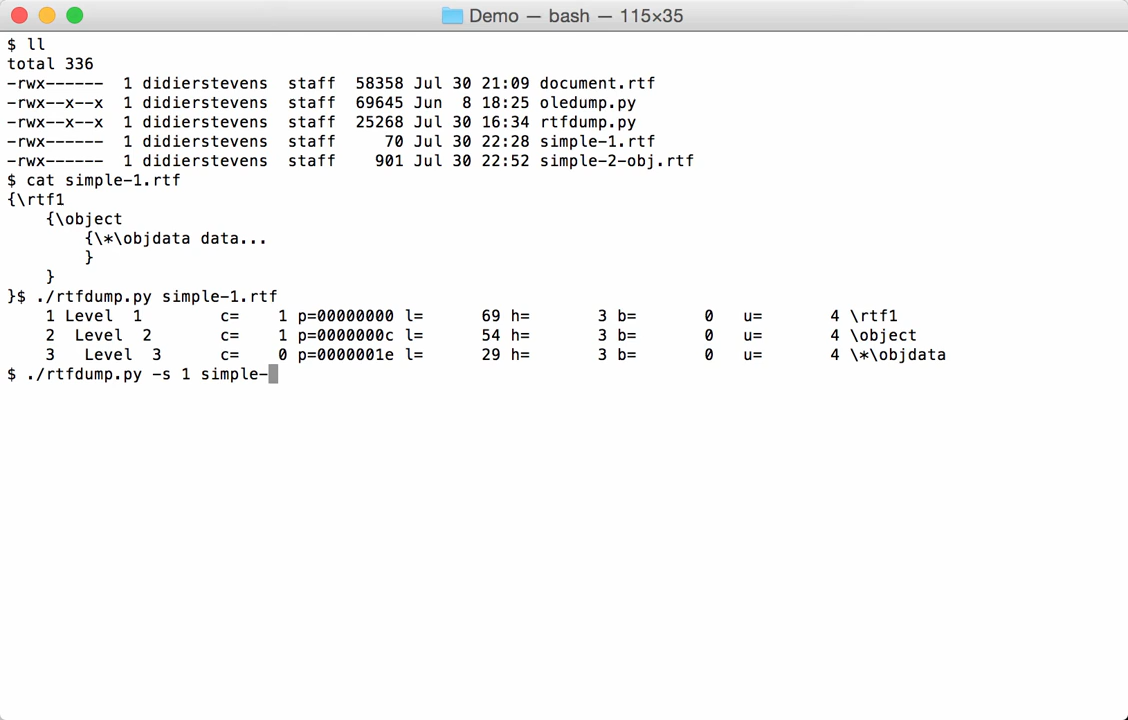 Demo — bash — 115×35
$ ll
total 336
-rwx------  1 didierstevens  staff  58358 Jul 30 21:09 document.rtf
-rwx--x--x  1 didierstevens  staff  69645 Jun  8 18:25 oledump.py
-rwx--x--x  1 didierstevens  staff  25268 Jul 30 16:34 rtfdump.py
-rwx------  1 didierstevens  staff     70 Jul 30 22:28 simple-1.rtf
-rwx------  1 didierstevens  staff    901 Jul 30 22:52 simple-2-obj.rtf
$ cat simple-1.rtf
{\rtf1
    {\object
        {\*\objdata data...
        }
    }
}$ ./rtfdump.py simple-1.rtf
    1 Level  1        c=    1 p=00000000 l=      69 h=       3 b=       0   u=       4 \rtf1
    2  Level  2       c=    1 p=0000000c l=      54 h=       3 b=       0   u=       4 \object
    3   Level  3      c=    0 p=0000001e l=      29 h=       3 b=       0   u=       4 \*\objdata
$ ./rtfdump.py -s 1 simple-